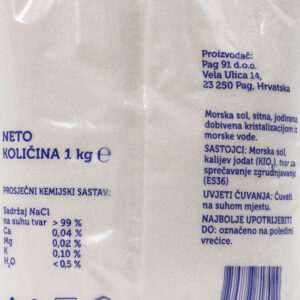 Proizvođač:
Pag 91 d.o.o.
Vela Ulica 14,
23 250 Pag, Hrvatska
NETO
KOLIČINA 1 kg ℮
PROSJEČNI KEMIJSKI SASTAV:
Sadržaj NaCl
na suhu tvar > 99 %
Ca 0,04 %
Mg 0,02 %
K 0,10 %
H₂O < 0,5 %
Morska sol, sitna, jodirana,
dobivena kristalizacijom iz
morske vode.
SASTOJCI: Morska sol,
kalijev jodat (KIO₃), tvar za
sprečavanje zgrudnjavanja
(E536)
UVJETI ČUVANJA: Čuvati
na suhom mjestu.
NAJBOLJE UPOTRIJEBITI
DO: označeno na poleđini
vrećice.